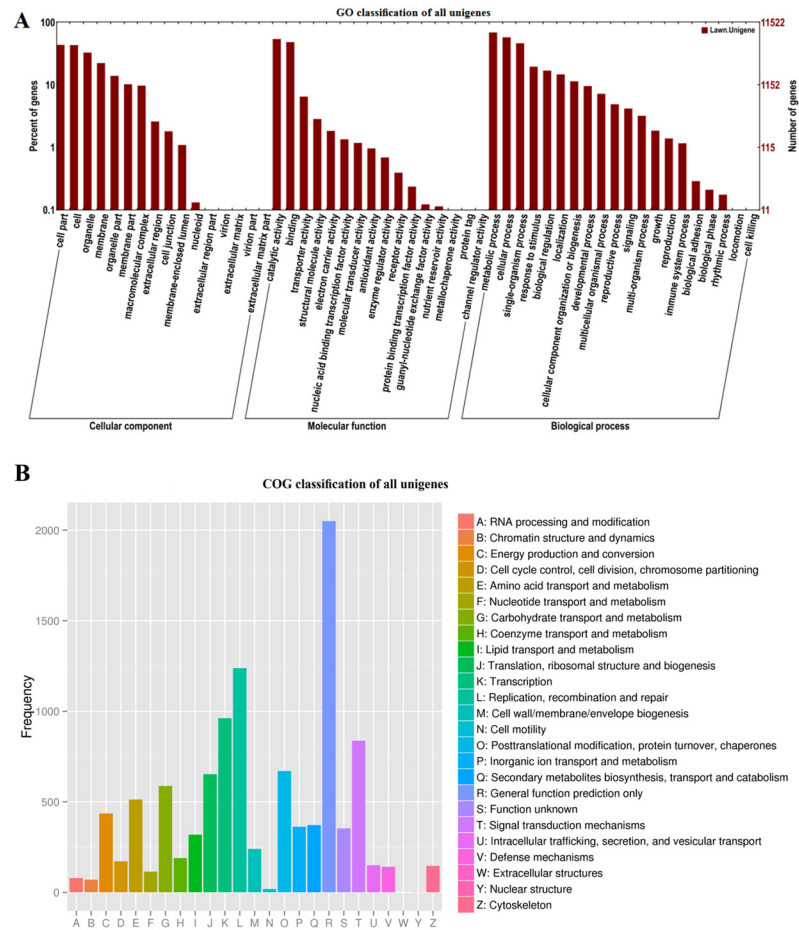 A
GO classification of all unigenes
Lawn.Unigene
100
10
1
0.1
Percent of genes
11522
1152
115
11
Number of genes
cell part
cell
organelle
membrane
organelle part
membrane part
macromolecular complex
extracellular region
cell junction
membrane-enclosed lumen
nucleoid
extracellular region part
virion
extracellular matrix
virion part
extracellular matrix part
catalytic activity
binding
transporter activity
structural molecule activity
electron carrier activity
nucleic acid binding transcription factor activity
molecular transducer activity
antioxidant activity
enzyme regulator activity
receptor activity
protein binding transcription factor activity
guanyl-nucleotide exchange factor activity
nutrient reservoir activity
metallochaperone activity
protein tag
channel regulator activity
metabolic process
cellular process
single-organism process
response to stimulus
biological regulation
localization
cellular component organization or biogenesis
developmental process
multicellular organismal process
reproductive process
signaling
multi-organism process
growth
reproduction
immune system process
biological adhesion
biological phase
rhythmic process
locomotion
cell killing
Cellular component
Molecular function
Biological process
B
COG classification of all unigenes
Frequency
2000
1500
1000
500
0
A B C D E F G H I J K L M N O P Q R S T U V W Y Z
A: RNA processing and modification
B: Chromatin structure and dynamics
C: Energy production and conversion
D: Cell cycle control, cell division, chromosome partitioning
E: Amino acid transport and metabolism
F: Nucleotide transport and metabolism
G: Carbohydrate transport and metabolism
H: Coenzyme transport and metabolism
I: Lipid transport and metabolism
J: Translation, ribosomal structure and biogenesis
K: Transcription
L: Replication, recombination and repair
M: Cell wall/membrane/envelope biogenesis
N: Cell motility
O: Posttranslational modification, protein turnover, chaperones
P: Inorganic ion transport and metabolism
Q: Secondary metabolites biosynthesis, transport and catabolism
R: General function prediction only
S: Function unknown
T: Signal transduction mechanisms
U: Intracellular trafficking, secretion, and vesicular transport
V: Defense mechanisms
W: Extracellular structures
Y: Nuclear structure
Z: Cytoskeleton